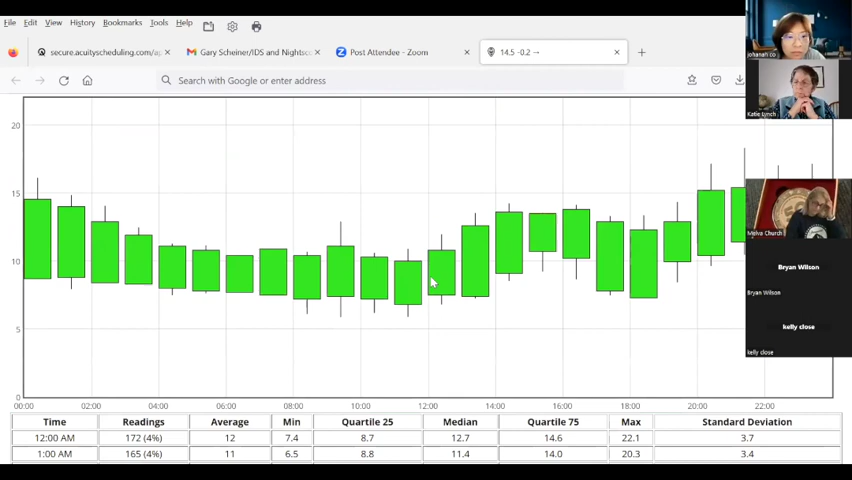 File Edit View History Bookmarks Tools Help
secure.acuityscheduling.com/ap
Gary Scheiner/IDS and Nightsco
Post Attendee - Zoom
14.5 -0.2 →
Search with Google or enter address
20
15
10
5
0
00:00 02:00 04:00 06:00 08:00 10:00 12:00 14:00 16:00 18:00 20:00 22:00
Time Readings Average Min Quartile 25 Median Quartile 75 Max Standard Deviation
12:00 AM 172 (4%) 12 7.4 8.7 12.7 14.6 22.1 3.7
1:00 AM 165 (4%) 11 6.5 8.8 11.4 14.0 20.3 3.4
johanah co
Katie Lynch
Melva Church
Bryan Wilson
Bryan Wilson
kelly close
kelly close